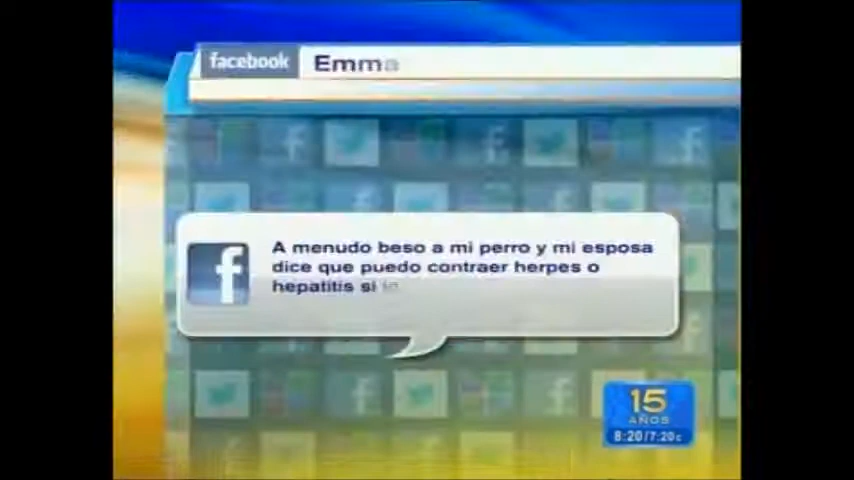 facebook Emma
A menudo beso a mi perro y mi esposa
dice que puedo contraer herpes o
hepatitis si
15
AÑOS
8:20/7:20c